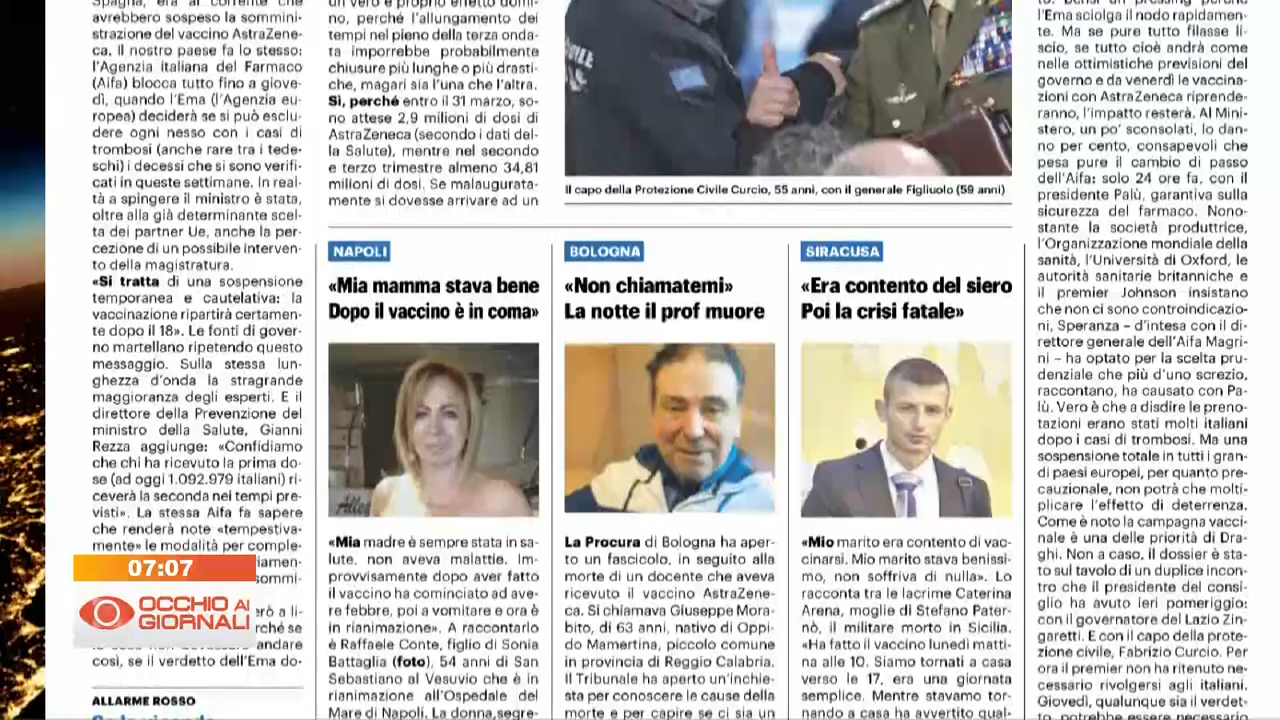 Spagna, era al corrente che
avrebbero sospeso la sommini-
strazione del vaccino AstraZene-
ca. Il nostro paese fa lo stesso:
l'Agenzia italiana del Farmaco
(Aifa) blocca tutto fino a giove-
dì, quando l'Ema (l'Agenzia eu-
ropea) deciderà se si può esclu-
dere ogni nesso con i casi di
trombosi (anche rare tra i tede-
schi) i decessi che si sono verifi-
cati in queste settimane. In real-
tà a spingere il ministro è stata,
oltre alla già determinante scel-
ta dei partner Ue, anche la per-
cezione di un possibile interven-
to della magistratura.
«Si tratta di una sospensione
temporanea e cautelativa: la
vaccinazione ripartirà certamen-
te dopo il 18». Le fonti di gover-
no martellano ripetendo questo
messaggio. Sulla stessa lun-
ghezza d'onda la stragrande
maggioranza degli esperti. E il
direttore della Prevenzione del
ministro della Salute, Gianni
Rezza aggiunge: «Confidiamo
che chi ha ricevuto la prima do-
se (ad oggi 1.092.979 italiani) ri-
ceverà la seconda nei tempi pre-
visti». La stessa Aifa fa sapere
che renderà note «tempestiva-
mente» le modalità per comple-
iamen-
sommi-
erò a li-
rché se
andare
così, se il verdetto dell'Ema do-
ALLARME ROSSO
07:07
OCCHIO AI
GIORNALI
un vero e proprio effetto domi-
no, perché l'allungamento dei
tempi nel pieno della terza onda-
ta imporrebbe probabilmente
chiusure più lunghe o più drasti-
che, magari sia l'una che l'altra.
Sì, perché entro il 31 marzo, so-
no attese 2,9 milioni di dosi di
AstraZeneca (secondo i dati del-
la Salute), mentre nel secondo
e terzo trimestre almeno 34,81
milioni di dosi. Se malaugurata-
mente si dovesse arrivare ad un
Il capo della Protezione Civile Curcio, 55 anni, con il generale Figliuolo (59 anni)
NAPOLI
«Mia mamma stava bene
Dopo il vaccino è in coma»
«Mia madre è sempre stata in sa-
lute, non aveva malattie. Im-
provvisamente dopo aver fatto
il vaccino ha cominciato ad ave-
re febbre, poi a vomitare e ora è
in rianimazione». A raccontarlo
è Raffaele Conte, figlio di Sonia
Battaglia (foto), 54 anni di San
Sebastiano al Vesuvio che è in
rianimazione all'Ospedale del
Mare di Napoli. La donna,segre-
BOLOGNA
«Non chiamatemi»
La notte il prof muore
La Procura di Bologna ha aper-
to un fascicolo, in seguito alla
morte di un docente che aveva
ricevuto il vaccino AstraZene-
ca. Si chiamava Giuseppe Mora-
bito, di 63 anni, nativo di Oppi-
do Mamertina, piccolo comune
in provincia di Reggio Calabria.
Il Tribunale ha aperto un'inchie-
sta per conoscere le cause della
morte e per capire se ci sia un
SIRACUSA
«Era contento del siero
Poi la crisi fatale»
«Mio marito era contento di vac-
cinarsi. Mio marito stava benissi-
mo, non soffriva di nulla». Lo
racconta tra le lacrime Caterina
Arena, moglie di Stefano Pater-
nò, il militare morto in Sicilia.
«Ha fatto il vaccino lunedì matti-
na alle 10. Siamo tornati a casa
verso le 17, era una giornata
semplice. Mentre stavamo tor-
nando a casa ha avvertito qual-
to. Bensì un pressing perché
l'Ema sciolga il nodo rapidamen-
te. Ma se pure tutto filasse li-
scio, se tutto cioè andrà come
nelle ottimistiche previsioni del
governo e da venerdì le vaccina-
zioni con AstraZeneca riprende-
ranno, l'impatto resterà. Al Mini-
stero, un po' sconsolati, lo dan-
no per cento, consapevoli che
pesa pure il cambio di passo
dell'Aifa: solo 24 ore fa, con il
presidente Palù, garantiva sulla
sicurezza del farmaco. Nono-
stante la società produttrice,
l'Organizzazione mondiale della
sanità, l'Università di Oxford, le
autorità sanitarie britanniche e
il premier Johnson insistano
che non ci sono controindicazio-
ni, Speranza – d'intesa con il di-
rettore generale dell'Aifa Magri-
ni – ha optato per la scelta pru-
denziale che più d'uno screzio,
raccontano, ha causato con Pa-
lù. Vero è che a disdire le preno-
tazioni erano stati molti italiani
dopo i casi di trombosi. Ma una
sospensione totale in tutti i gran-
di paesi europei, per quanto pre-
cauzionale, non potrà che molti-
plicare l'effetto di deterrenza.
Come è noto la campagna vacci-
nale è una delle priorità di Dra-
ghi. Non a caso, il dossier è sta-
to sul tavolo di un duplice incon-
tro che il presidente del consi-
glio ha avuto ieri pomeriggio:
con il governatore del Lazio Zin-
garetti. E con il capo della prote-
zione civile, Fabrizio Curcio. Per
ora il premier non ha ritenuto ne-
cessario rivolgersi agli italiani.
Giovedì, qualunque sia il verdet-
to, potrebbe essere necessario